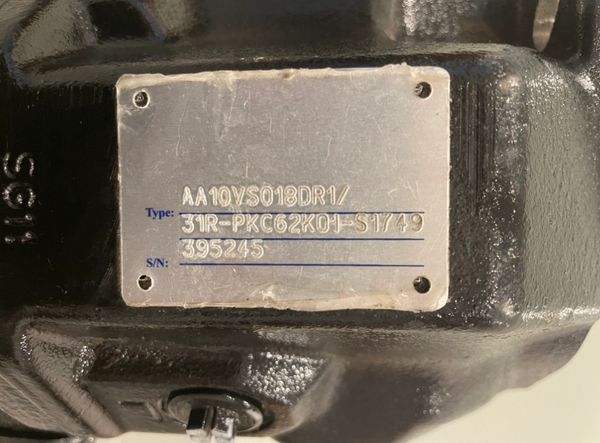 AA10VSO18DR1/
Type: 31R-PKC62K01-S1749
395245
S/N: